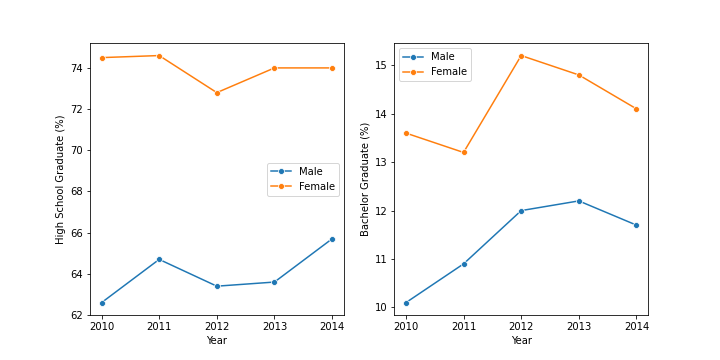 High School Graduate (%)
74
72
70
68
66
64
62
2010 2011 2012 2013 2014
Year
Male
Female
Bachelor Graduate (%)
15
14
13
12
11
10
2010 2011 2012 2013 2014
Year
Male
Female